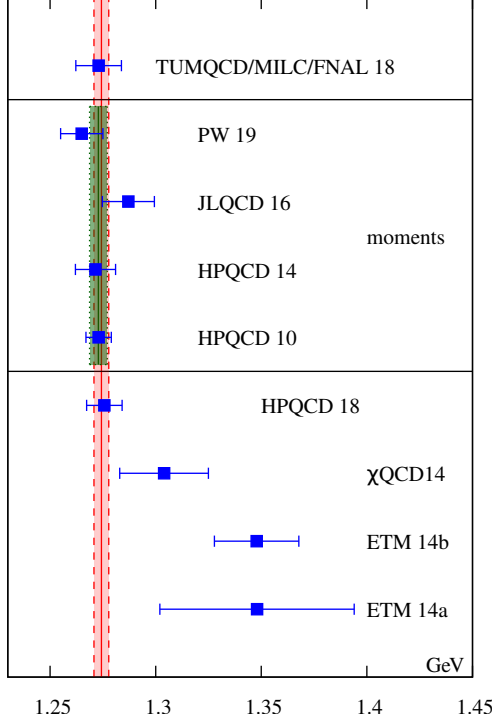 TUMQCD/MILC/FNAL 18
PW 19
JLQCD 16
moments
HPQCD 14
HPQCD 10
HPQCD 18
χQCD14
ETM 14b
ETM 14a
GeV
1.25 1.3 1.35 1.4 1.45